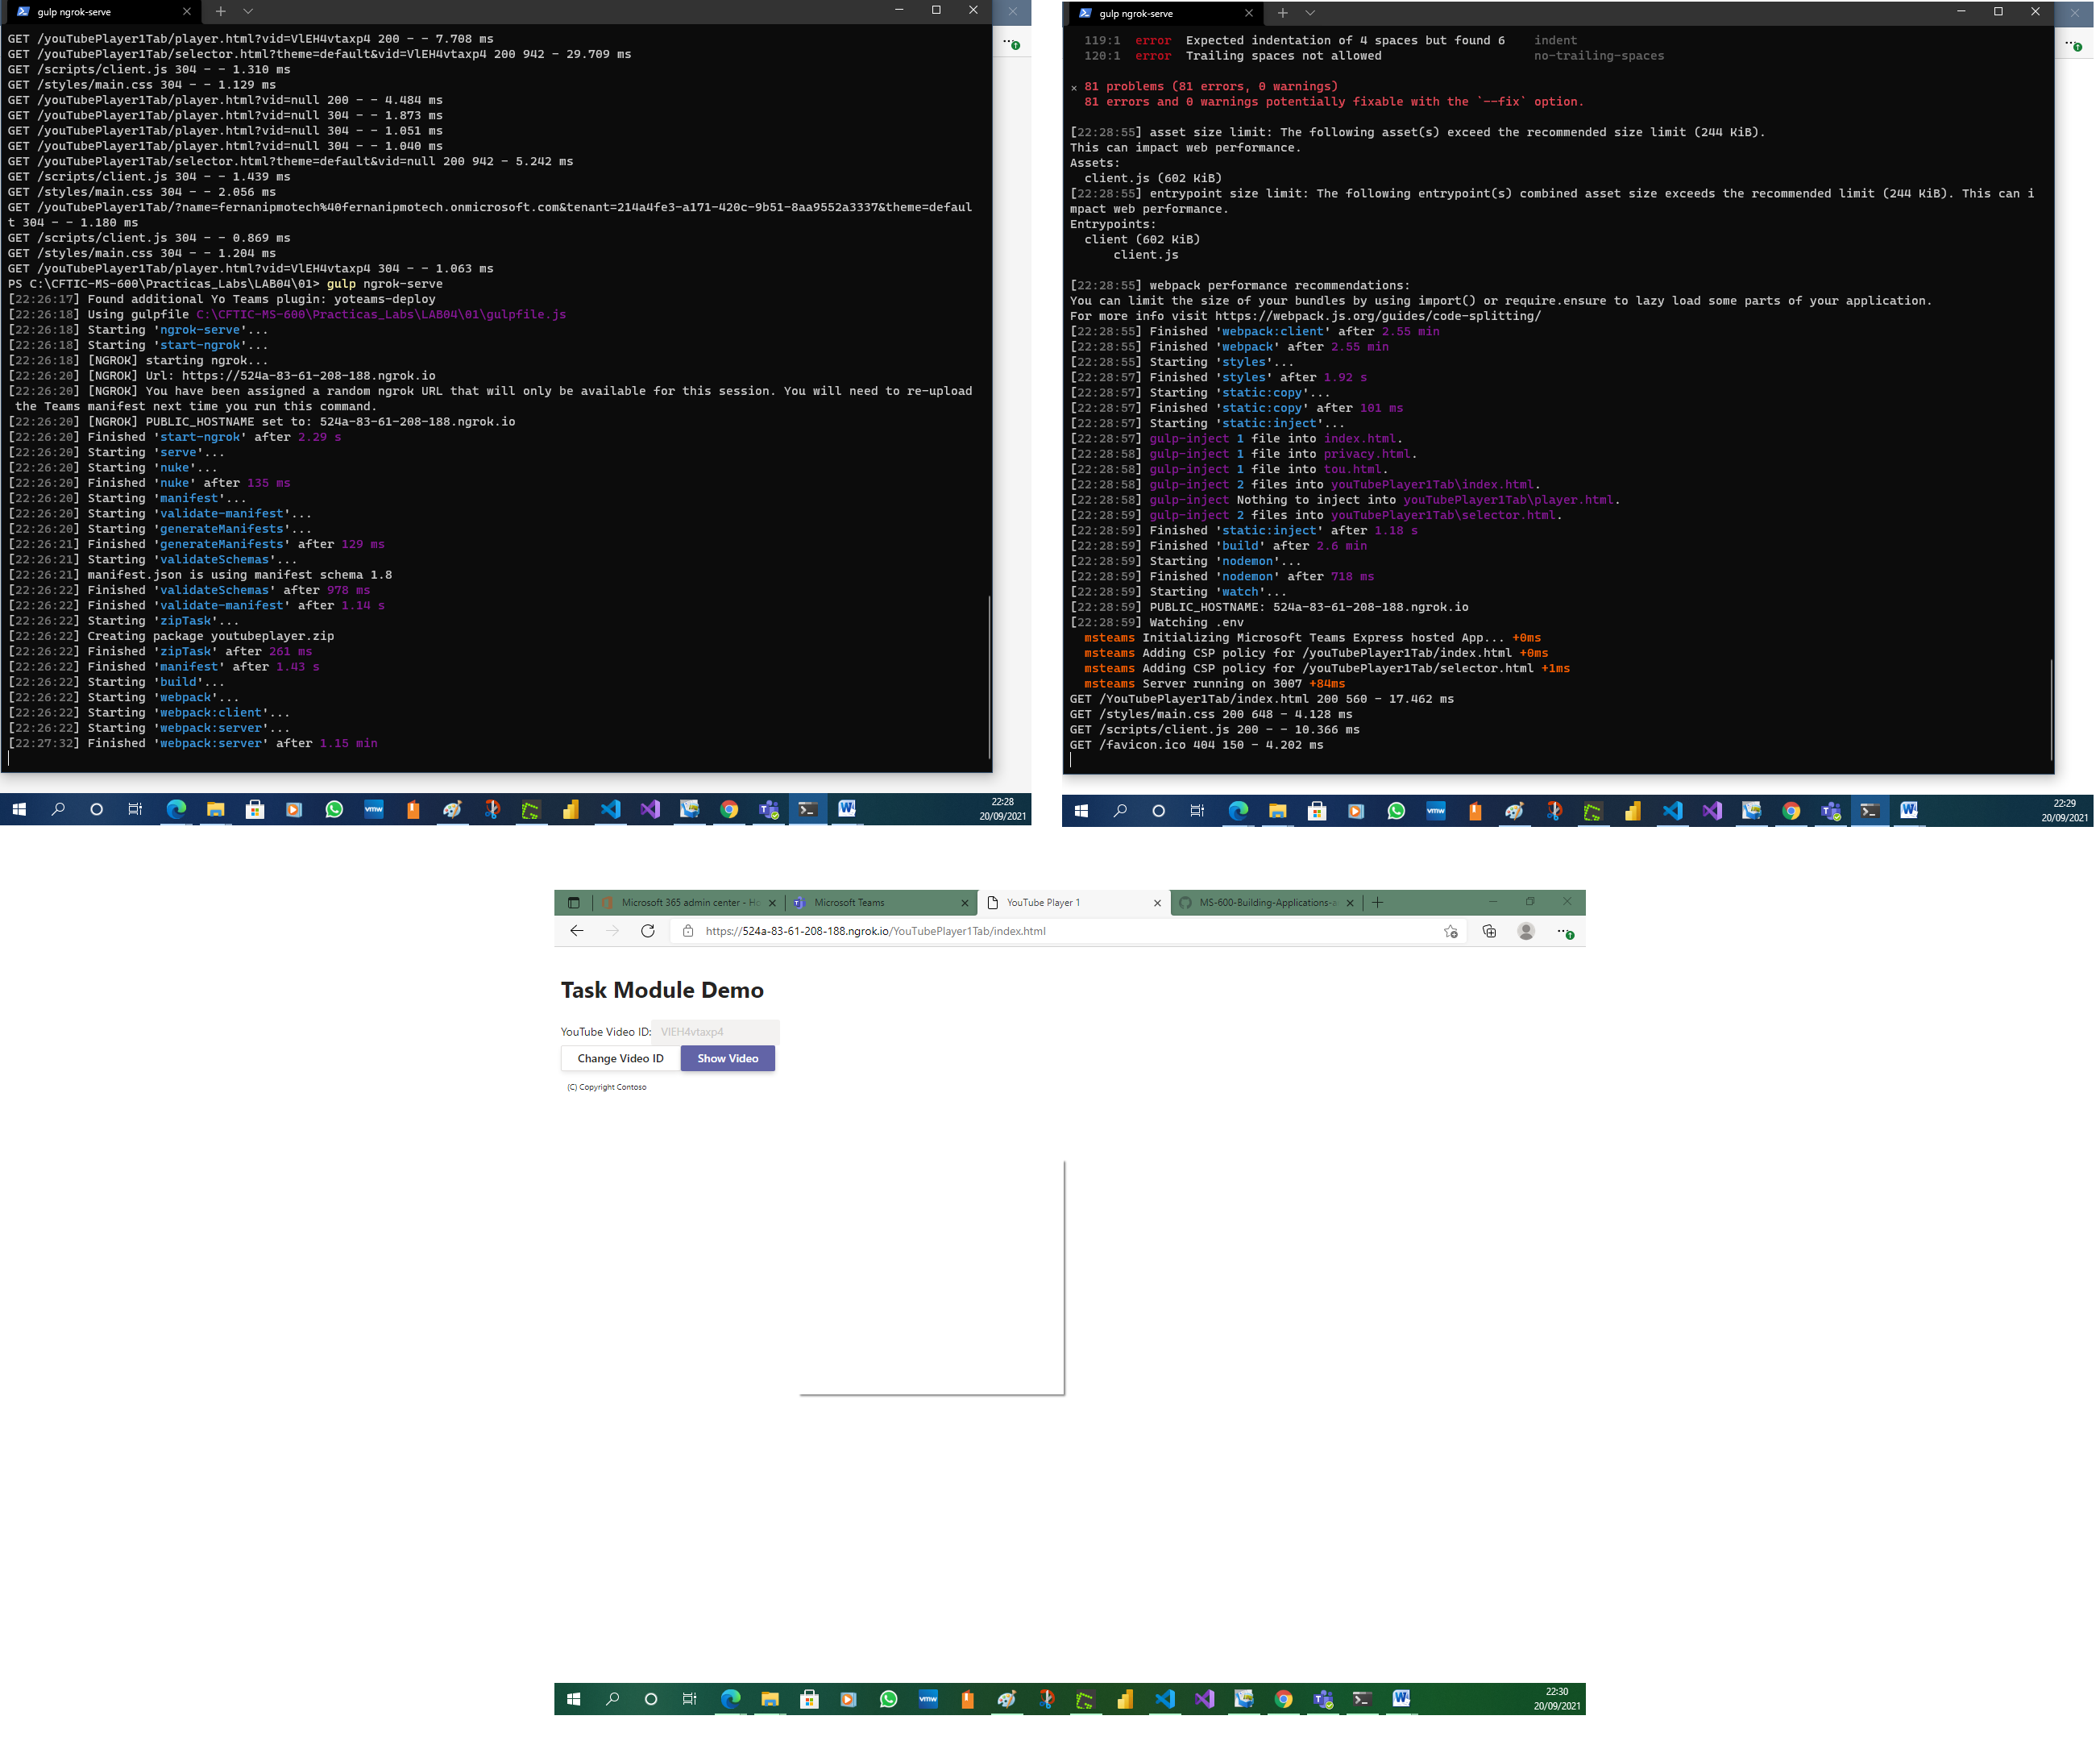 gulp ngrok-serve
GET /youTubePlayer1Tab/player.html?vid=VlEH4vtaxp4 200 - - 7.708 ms
GET /youTubePlayer1Tab/selector.html?theme=default&vid=VlEH4vtaxp4 200 942 - 29.709 ms
GET /scripts/client.js 304 - - 1.310 ms
GET /styles/main.css 304 - - 1.129 ms
GET /youTubePlayer1Tab/player.html?vid=null 200 - - 4.484 ms
GET /youTubePlayer1Tab/player.html?vid=null 304 - - 1.873 ms
GET /youTubePlayer1Tab/player.html?vid=null 304 - - 1.051 ms
GET /youTubePlayer1Tab/player.html?vid=null 304 - - 1.040 ms
GET /youTubePlayer1Tab/selector.html?theme=default&vid=null 200 942 - 5.242 ms
GET /scripts/client.js 304 - - 1.439 ms
GET /styles/main.css 304 - - 2.056 ms
GET /youTubePlayer1Tab/?name=fernanipmotech%40fernanipmotech.onmicrosoft.com&tenant=214a4fe3-a171-420c-9b51-8aa9552a3337&theme=defaul
t 304 - - 1.180 ms
GET /scripts/client.js 304 - - 0.869 ms
GET /styles/main.css 304 - - 1.204 ms
GET /youTubePlayer1Tab/player.html?vid=VlEH4vtaxp4 304 - - 1.063 ms
PS C:\CFTIC-MS-600\Practicas_Labs\LAB04\01> gulp ngrok-serve
[22:26:17] Found additional Yo Teams plugin: yoteams-deploy
[22:26:18] Using gulpfile C:\CFTIC-MS-600\Practicas_Labs\LAB04\01\gulpfile.js
[22:26:18] Starting 'ngrok-serve'...
[22:26:18] Starting 'start-ngrok'...
[22:26:18] [NGROK] starting ngrok...
[22:26:20] [NGROK] Url: https://524a-83-61-208-188.ngrok.io
[22:26:20] [NGROK] You have been assigned a random ngrok URL that will only be available for this session. You will need to re-upload
 the Teams manifest next time you run this command.
[22:26:20] [NGROK] PUBLIC_HOSTNAME set to: 524a-83-61-208-188.ngrok.io
[22:26:20] Finished 'start-ngrok' after 2.29 s
[22:26:20] Starting 'serve'...
[22:26:20] Starting 'nuke'...
[22:26:20] Finished 'nuke' after 135 ms
[22:26:20] Starting 'manifest'...
[22:26:20] Starting 'validate-manifest'...
[22:26:20] Starting 'generateManifests'...
[22:26:21] Finished 'generateManifests' after 129 ms
[22:26:21] Starting 'validateSchemas'...
[22:26:21] manifest.json is using manifest schema 1.8
[22:26:22] Finished 'validateSchemas' after 978 ms
[22:26:22] Finished 'validate-manifest' after 1.14 s
[22:26:22] Starting 'zipTask'...
[22:26:22] Creating package youtubeplayer.zip
[22:26:22] Finished 'zipTask' after 261 ms
[22:26:22] Finished 'manifest' after 1.43 s
[22:26:22] Starting 'build'...
[22:26:22] Starting 'webpack'...
[22:26:22] Starting 'webpack:client'...
[22:26:22] Starting 'webpack:server'...
[22:27:32] Finished 'webpack:server' after 1.15 min
vmw
22:28
20/09/2021
gulp ngrok-serve
119:1 error Expected indentation of 4 spaces but found 6 indent
120:1 error Trailing spaces not allowed no-trailing-spaces
× 81 problems (81 errors, 0 warnings)
81 errors and 0 warnings potentially fixable with the `--fix` option.
[22:28:55] asset size limit: The following asset(s) exceed the recommended size limit (244 KiB).
This can impact web performance.
Assets:
client.js (602 KiB)
[22:28:55] entrypoint size limit: The following entrypoint(s) combined asset size exceeds the recommended limit (244 KiB). This can i
mpact web performance.
Entrypoints:
client (602 KiB)
client.js
[22:28:55] webpack performance recommendations:
You can limit the size of your bundles by using import() or require.ensure to lazy load some parts of your application.
For more info visit https://webpack.js.org/guides/code-splitting/
[22:28:55] Finished 'webpack:client' after 2.55 min
[22:28:55] Finished 'webpack' after 2.55 min
[22:28:55] Starting 'styles'...
[22:28:57] Finished 'styles' after 1.92 s
[22:28:57] Starting 'static:copy'...
[22:28:57] Finished 'static:copy' after 101 ms
[22:28:57] Starting 'static:inject'...
[22:28:57] gulp-inject 1 file into index.html.
[22:28:58] gulp-inject 1 file into privacy.html.
[22:28:58] gulp-inject 1 file into tou.html.
[22:28:58] gulp-inject 2 files into youTubePlayer1Tab\index.html.
[22:28:58] gulp-inject Nothing to inject into youTubePlayer1Tab\player.html.
[22:28:59] gulp-inject 2 files into youTubePlayer1Tab\selector.html.
[22:28:59] Finished 'static:inject' after 1.18 s
[22:28:59] Finished 'build' after 2.6 min
[22:28:59] Starting 'nodemon'...
[22:28:59] Finished 'nodemon' after 718 ms
[22:28:59] Starting 'watch'...
[22:28:59] PUBLIC_HOSTNAME: 524a-83-61-208-188.ngrok.io
[22:28:59] Watching .env
msteams Initializing Microsoft Teams Express hosted App... +0ms
msteams Adding CSP policy for /youTubePlayer1Tab/index.html +0ms
msteams Adding CSP policy for /youTubePlayer1Tab/selector.html +1ms
msteams Server running on 3007 +84ms
GET /YouTubePlayer1Tab/index.html 200 560 - 17.462 ms
GET /styles/main.css 200 648 - 4.128 ms
GET /scripts/client.js 200 - - 10.366 ms
GET /favicon.ico 404 150 - 4.202 ms
vmw
22:29
20/09/2021
Microsoft 365 admin center - Ho
Microsoft Teams
YouTube Player 1
MS-600-Building-Applications-a
https://524a-83-61-208-188.ngrok.io/YouTubePlayer1Tab/index.html
Task Module Demo
YouTube Video ID: VlEH4vtaxp4
Change Video ID
Show Video
(C) Copyright Contoso
vmw
22:30
20/09/2021